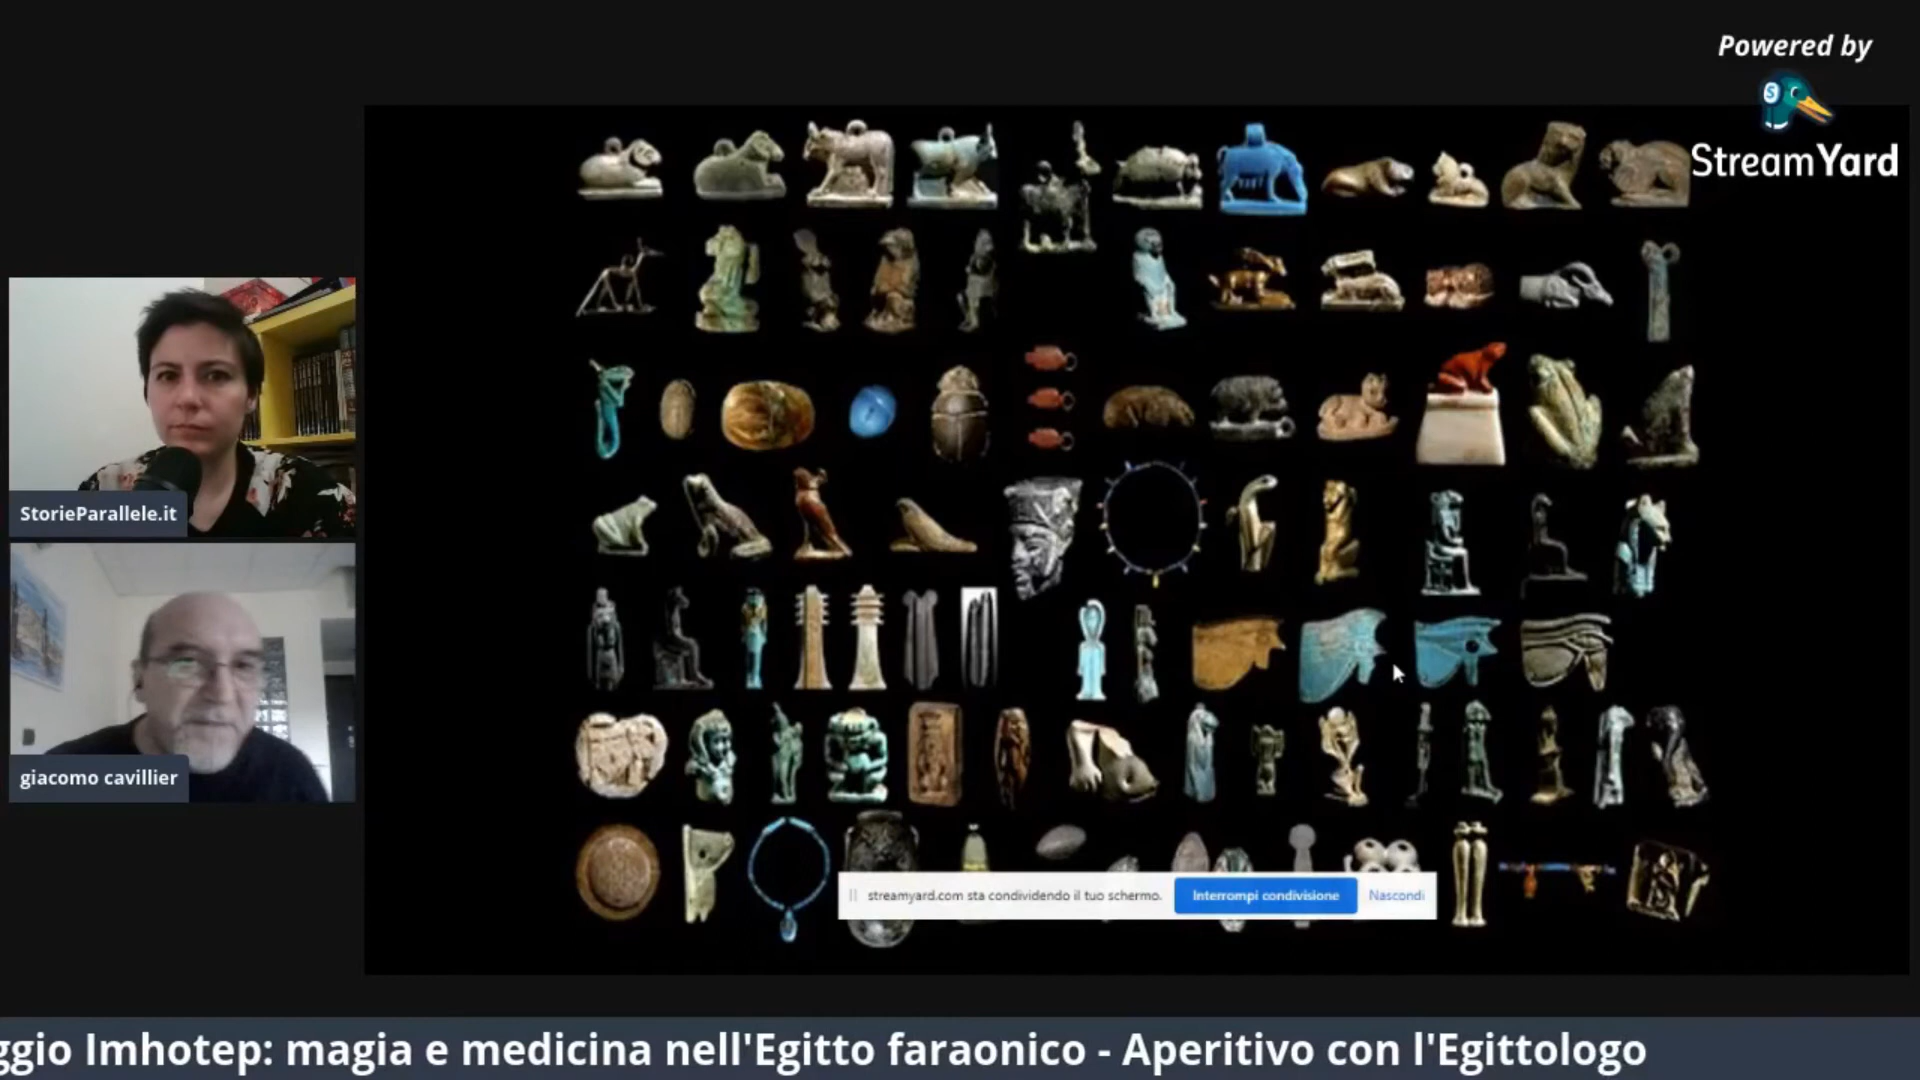 Powered by
StreamYard
StorieParallele.it
giacomo cavillier
streamyard.com sta condividendo il tuo schermo.
Interrompi condivisione
Nascondi
ggio Imhotep: magia e medicina nell'Egitto faraonico - Aperitivo con l'Egittologo